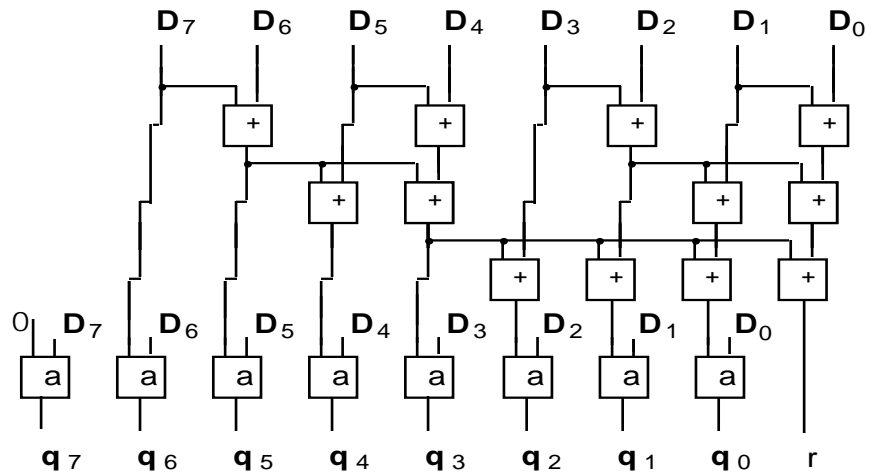 D7 D6 D5 D4 D3 D2 D1 D0
+ + + +
+ + + +
+ + + +
0 D7 D6 D5 D4 D3 D2 D1 D0
a a a a a a a a
q7 q6 q5 q4 q3 q2 q1 q0 r